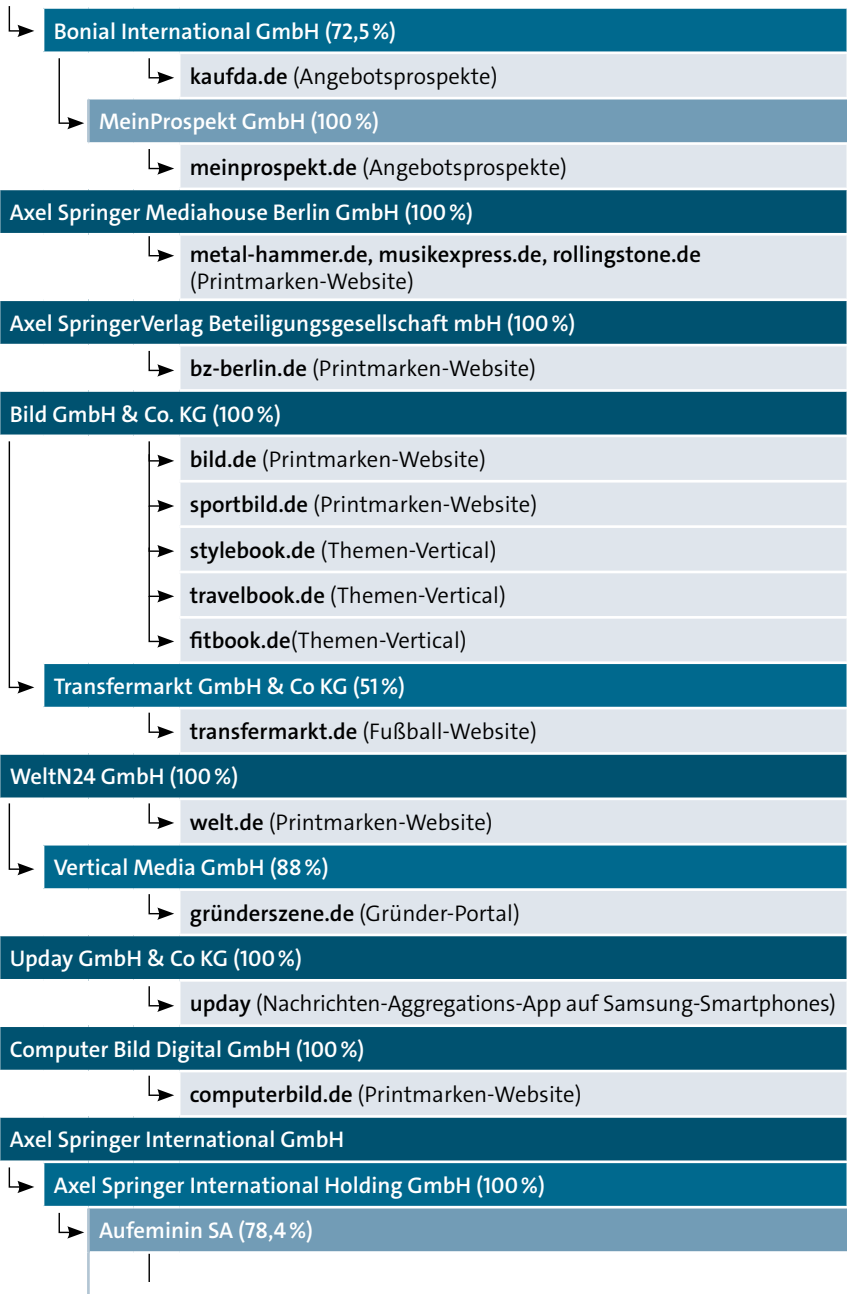 Bonial International GmbH (72,5 %)
kaufda.de (Angebotsprospekte)
MeinProspekt GmbH (100 %)
meinprospekt.de (Angebotsprospekte)
Axel Springer Mediahouse Berlin GmbH (100 %)
metal-hammer.de, musikexpress.de, rollingstone.de
(Printmarken-Website)
Axel SpringerVerlag Beteiligungsgesellschaft mbH (100 %)
bz-berlin.de (Printmarken-Website)
Bild GmbH & Co. KG (100 %)
bild.de (Printmarken-Website)
sportbild.de (Printmarken-Website)
stylebook.de (Themen-Vertical)
travelbook.de (Themen-Vertical)
fitbook.de(Themen-Vertical)
Transfermarkt GmbH & Co KG (51 %)
transfermarkt.de (Fußball-Website)
WeltN24 GmbH (100 %)
welt.de (Printmarken-Website)
Vertical Media GmbH (88 %)
gründerszene.de (Gründer-Portal)
Upday GmbH & Co KG (100 %)
upday (Nachrichten-Aggregations-App auf Samsung-Smartphones)
Computer Bild Digital GmbH (100 %)
computerbild.de (Printmarken-Website)
Axel Springer International GmbH
Axel Springer International Holding GmbH (100 %)
Aufeminin SA (78,4 %)